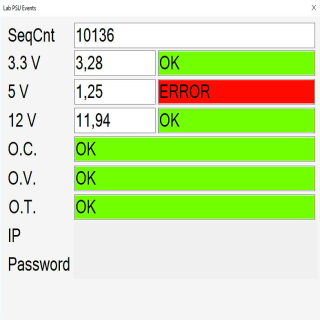 Lab PSU Events X
SeqCnt 10136
3.3 V 3,28 OK
5 V 1,25 ERROR
12 V 11,94 OK
O.C. OK
O.V. OK
O.T. OK
IP
Password